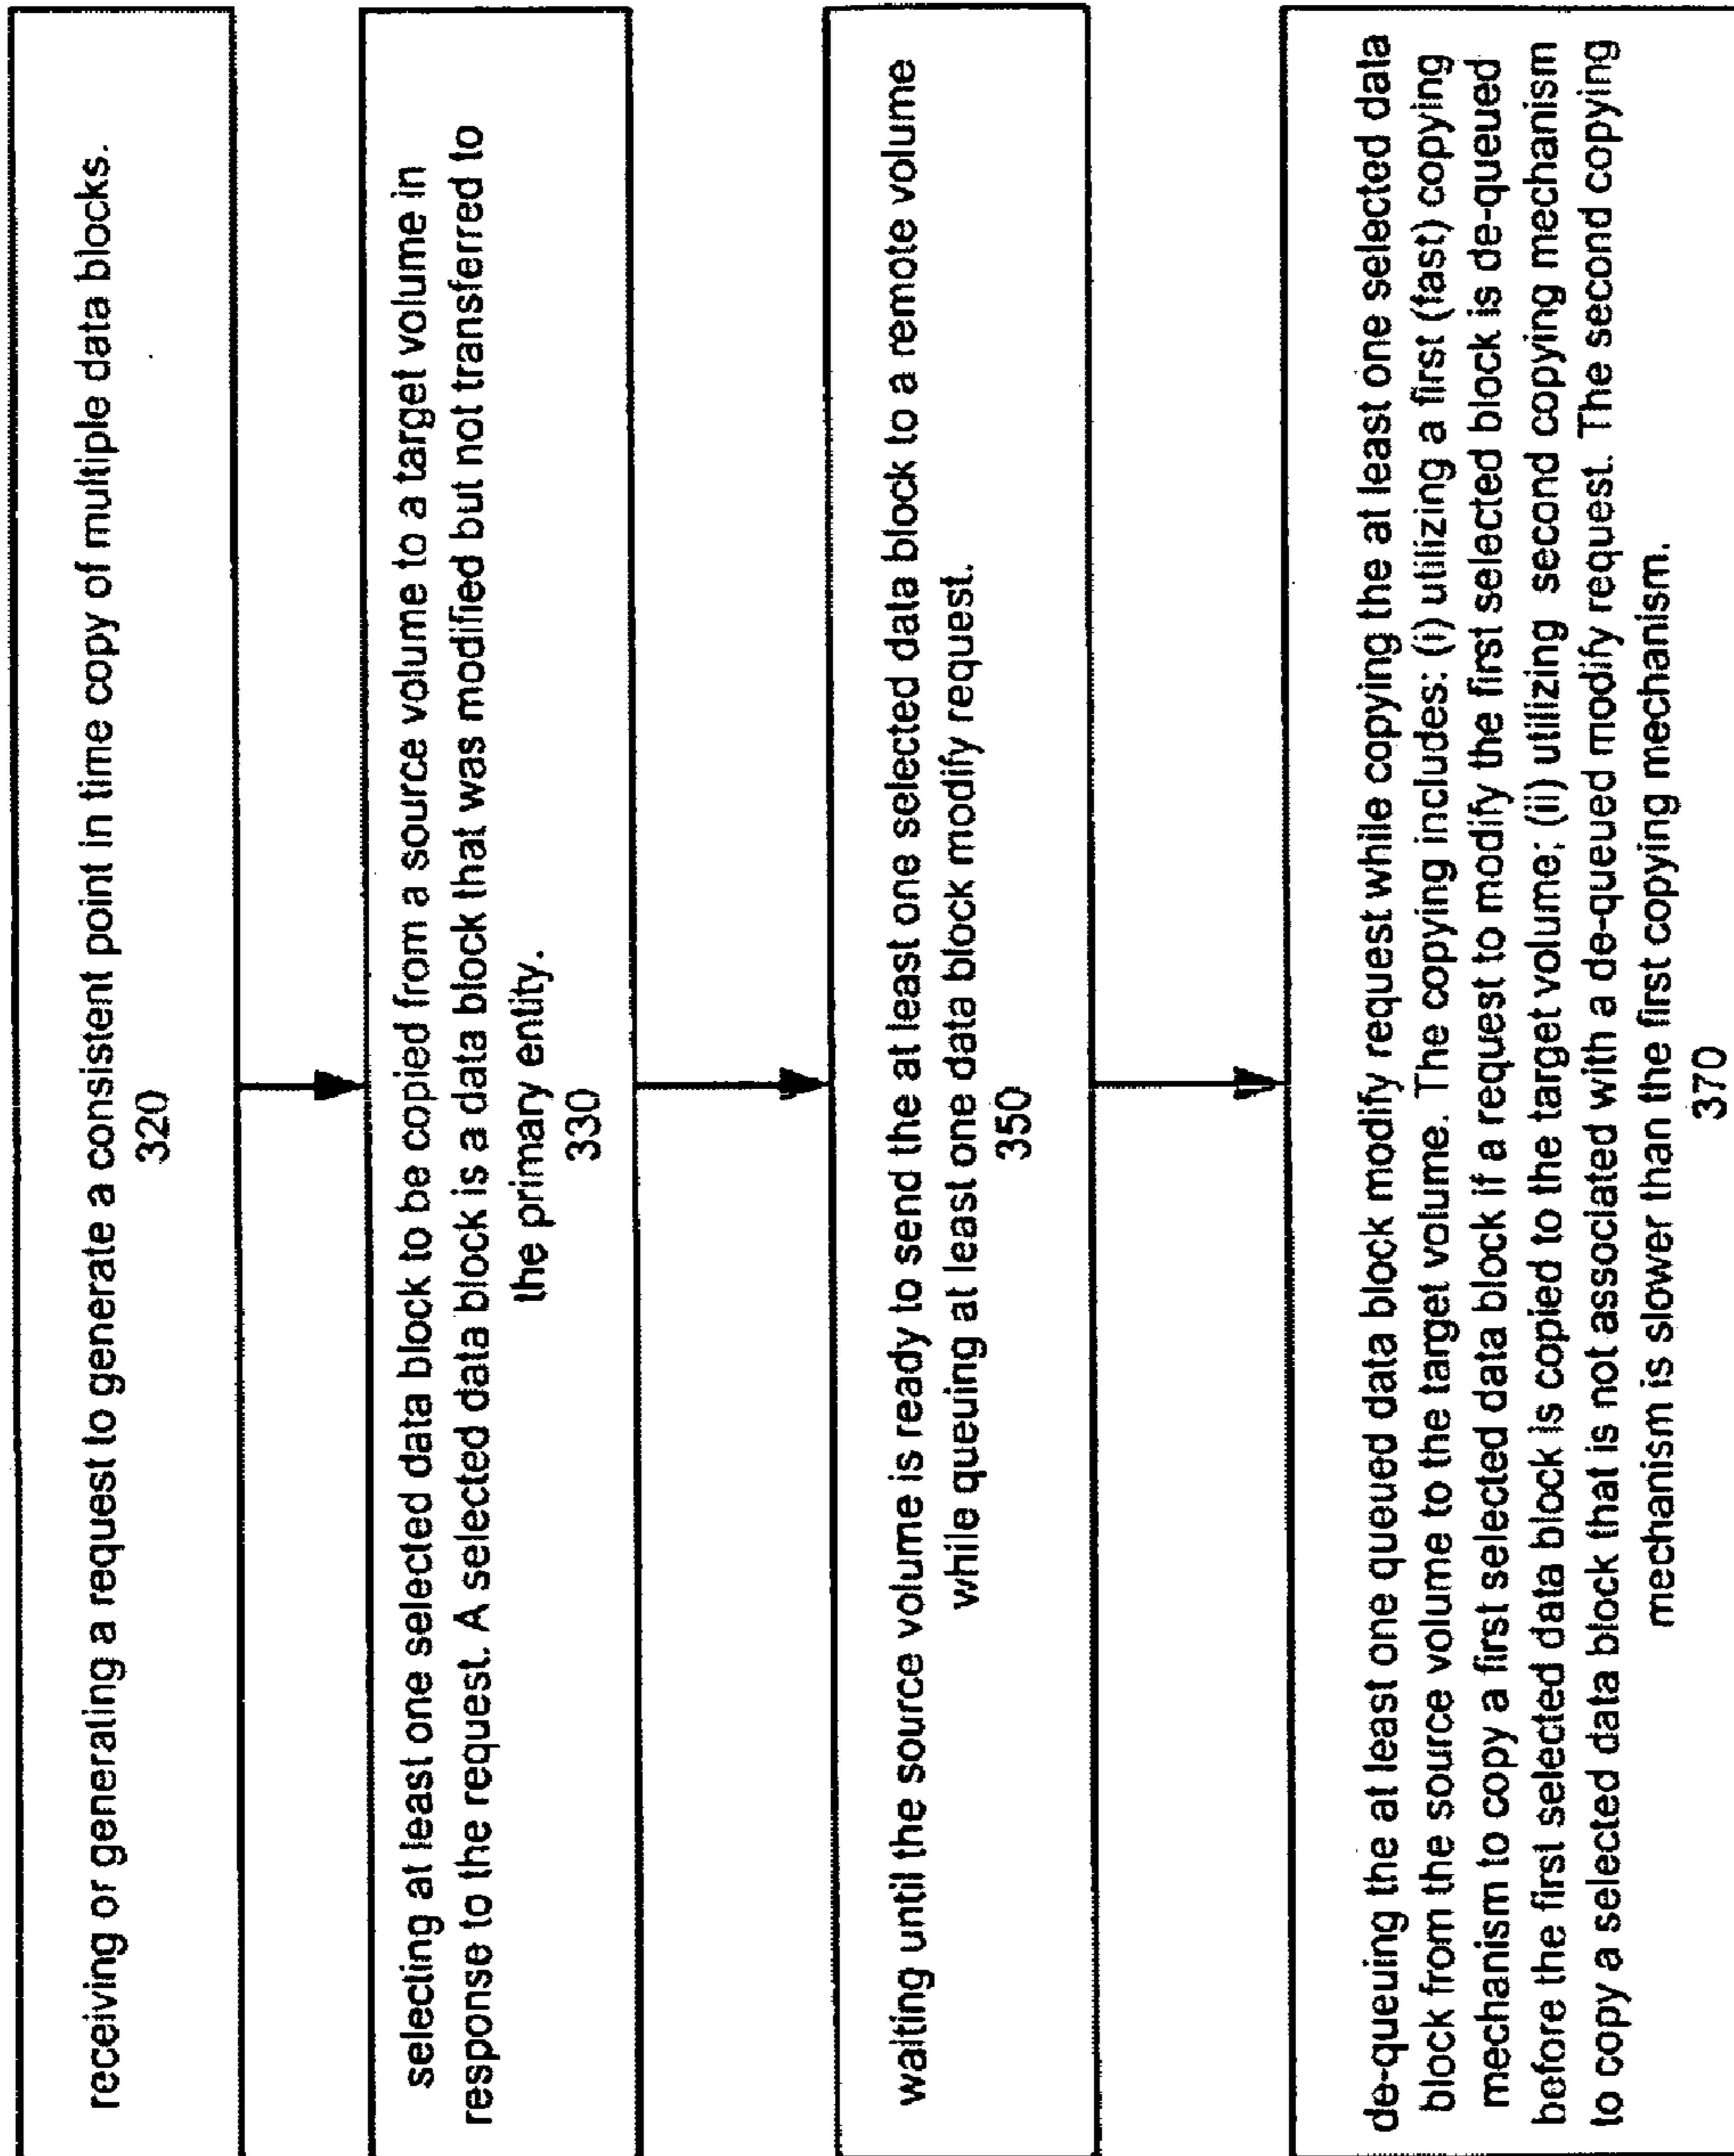 receiving or generating a request to generate a consistent point in time copy of multiple data blocks.
320
selecting at least one selected data block to be copied from a source volume to a target volume in
response to the request. A selected data block is a data block that was modified but not transferred to
the primary entity.
330
waiting until the source volume is ready to send the at least one selected data block to a remote volume
while queuing at least one data block modify request.
350
de-queuing the at least one queued data block modify request while copying the at least one selected data
block from the source volume to the target volume. The copying includes: (i) utilizing a first (fast) copying
mechanism to copy a first selected data block if a request to modify the first selected block is de-queued
before the first selected data block is copied to the target volume; (ii) utilizing second copying mechanism
to copy a selected data block that is not associated with a de-queued modify request. The second copying
mechanism is slower than the first copying mechanism.
370